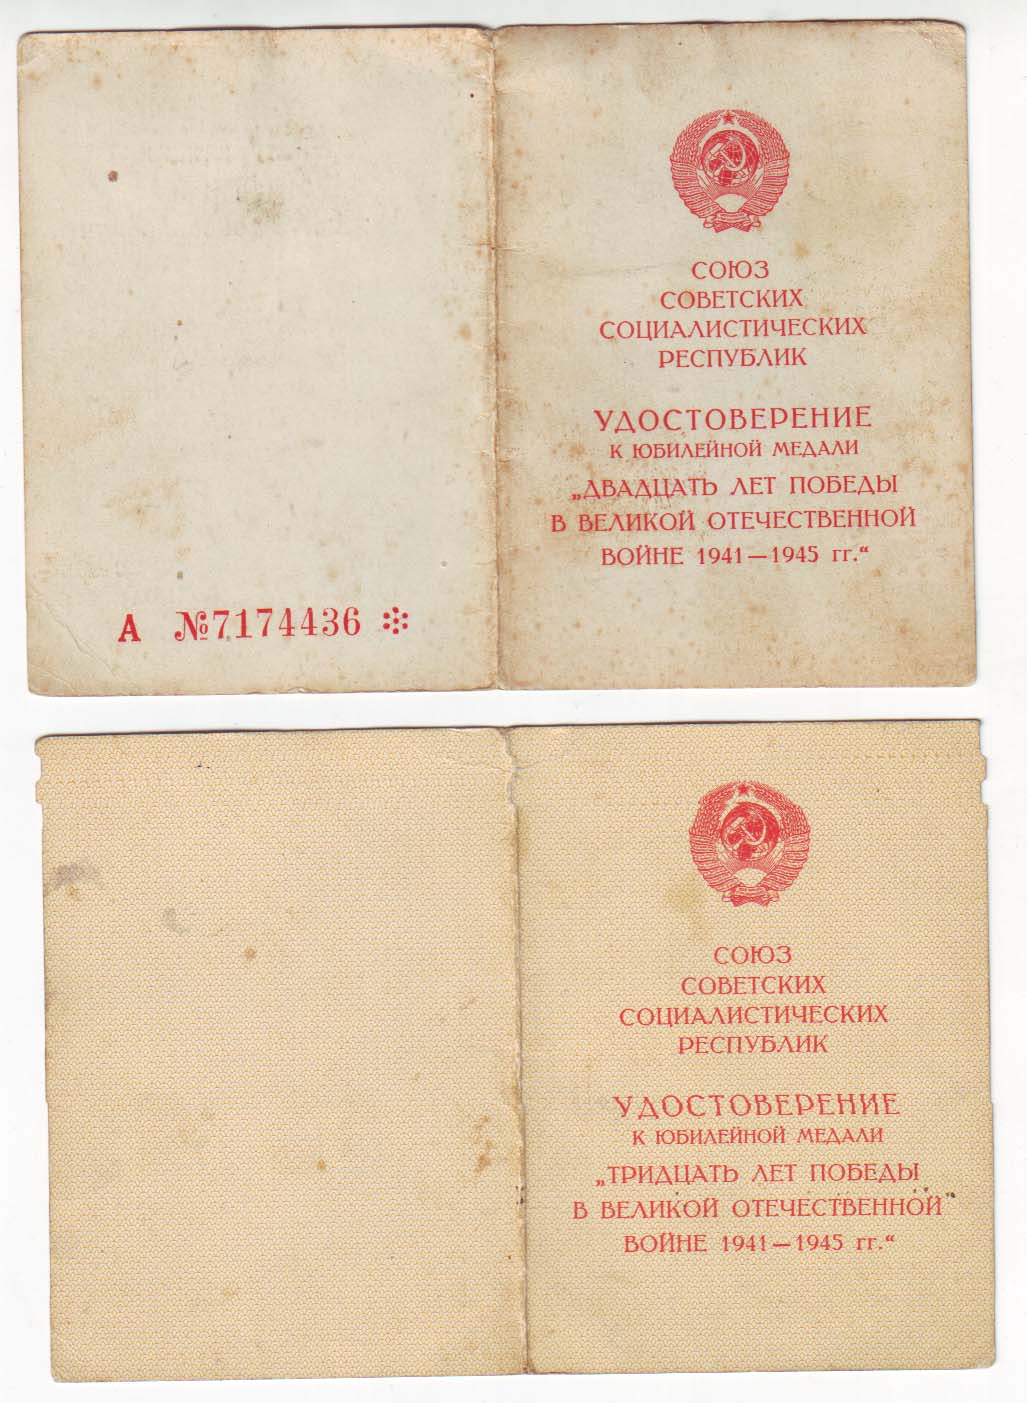 СОЮЗ
СОВЕТСКИХ
СОЦИАЛИСТИЧЕСКИХ
РЕСПУБЛИК
УДОСТОВЕРЕНИЕ
К ЮБИЛЕЙНОЙ МЕДАЛИ
„ДВАДЦАТЬ ЛЕТ ПОБЕДЫ
В ВЕЛИКОЙ ОТЕЧЕСТВЕННОЙ
ВОЙНЕ 1941—1945 гг.“
А №7174436
СОЮЗ
СОВЕТСКИХ
СОЦИАЛИСТИЧЕСКИХ
РЕСПУБЛИК
УДОСТОВЕРЕНИЕ
К ЮБИЛЕЙНОЙ МЕДАЛИ
„ТРИДЦАТЬ ЛЕТ ПОБЕДЫ
В ВЕЛИКОЙ ОТЕЧЕСТВЕННОЙ
ВОЙНЕ 1941—1945 гг.“